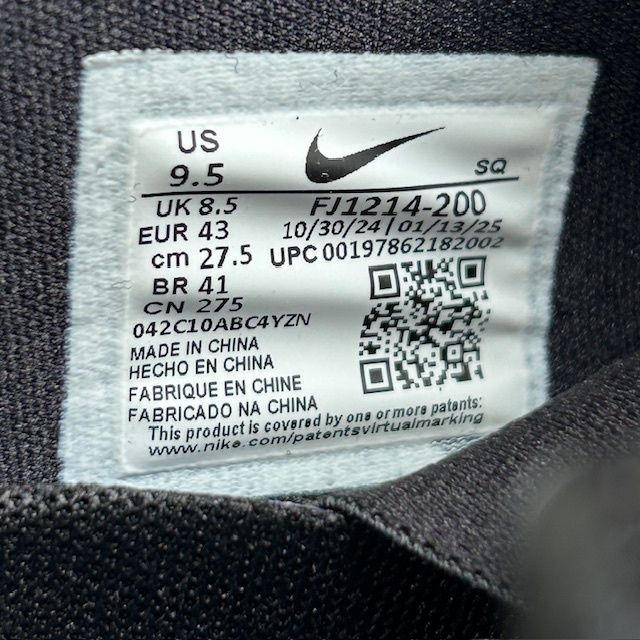 US
9.5
SQ
UK 8.5
FJ1214-200
EUR 43
10/30/24 | 01/13/25
cm 27.5
UPC 00197862182002
BR 41
CN 275
042C10ABC4YZN
MADE IN CHINA
HECHO EN CHINA
FABRIQUE EN CHINE
FABRICADO NA CHINA
This product is covered by one or more patents:
www.nike.com/patentsvirtualmarking